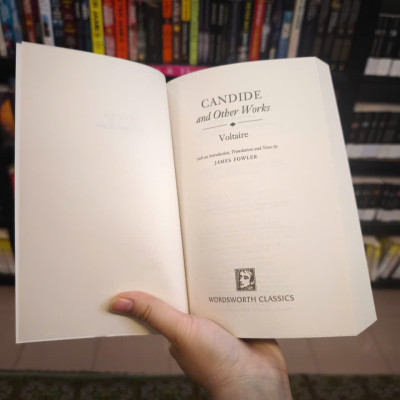 CANDIDE
and Other Works
Voltaire
with an Introduction, Translation and Notes by
JAMES FOWLER
WORDSWORTH CLASSICS